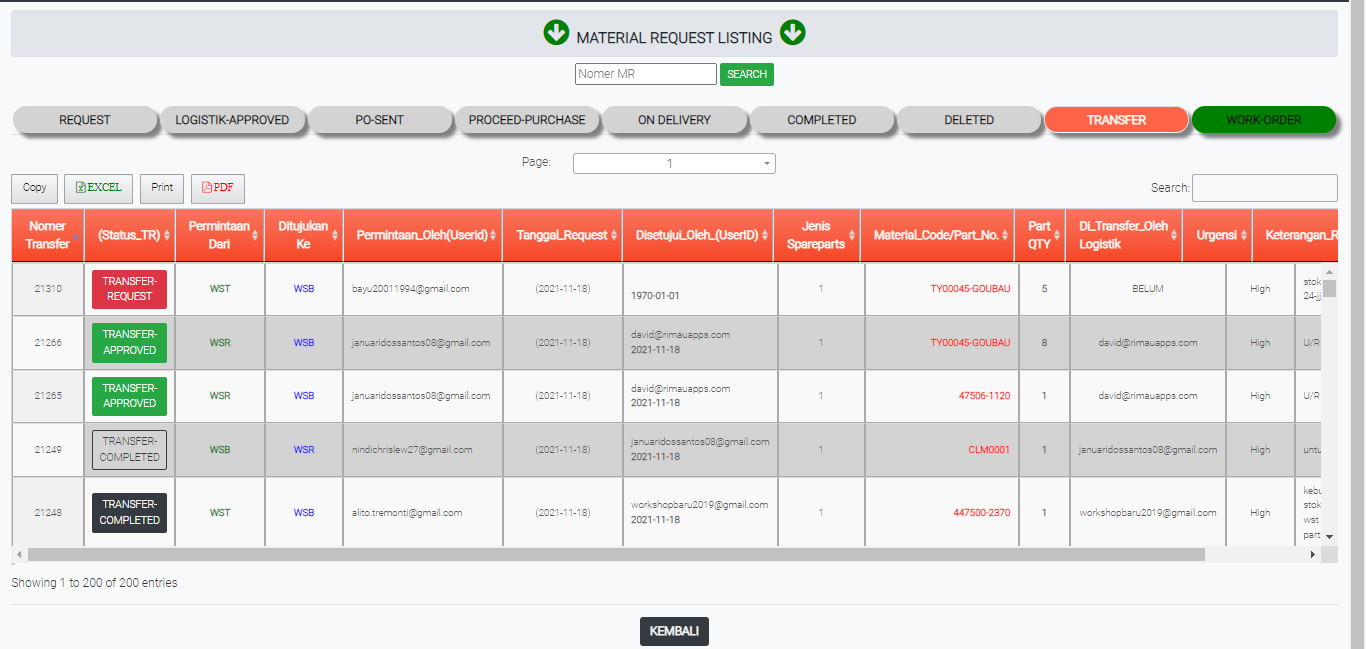 MATERIAL REQUEST LISTING
Nomer MR SEARCH
REQUEST LOGISTIK-APPROVED PO-SENT PROCEED-PURCHASE ON DELIVERY COMPLETED DELETED TRANSFER WORK-ORDER
Page: 1
Copy EXCEL Print PDF Search:
Nomer Transfer (Status_TR) Permintaan Dari Ditujukan Ke Permintaan_Oleh(Userid) Tanggal_Request Disetujui_Oleh_(UserID) Jenis Spareparts Material_Code/Part_No. Part QTY Di_Transfer_Oleh Logistik Urgensi Keterangan_R
21310 TRANSFER-REQUEST WST WSB bayu20011994@gmail.com (2021-11-18) 1970-01-01 1 TY00045-GOUBAU 5 BELUM High stok 24-jj
21266 TRANSFER-APPROVED WSR WSB januaridossantos08@gmail.com (2021-11-18) david@rimauapps.com 2021-11-18 1 TY00045-GOUBAU 8 david@rimauapps.com High U/R
21265 TRANSFER-APPROVED WSR WSB januaridossantos08@gmail.com (2021-11-18) david@rimauapps.com 2021-11-18 1 47506-1120 1 david@rimauapps.com High U/R
21249 TRANSFER-COMPLETED WSB WSR nindichrislew27@gmail.com (2021-11-18) januaridossantos08@gmail.com 2021-11-18 1 CLM0001 1 januaridossantos08@gmail.com High untu
21248 TRANSFER-COMPLETED WST WSB alito.tremonti@gmail.com (2021-11-18) workshopbaru2019@gmail.com 2021-11-18 1 447500-2370 1 workshopbaru2019@gmail.com High kebu stok wst part
Showing 1 to 200 of 200 entries
KEMBALI